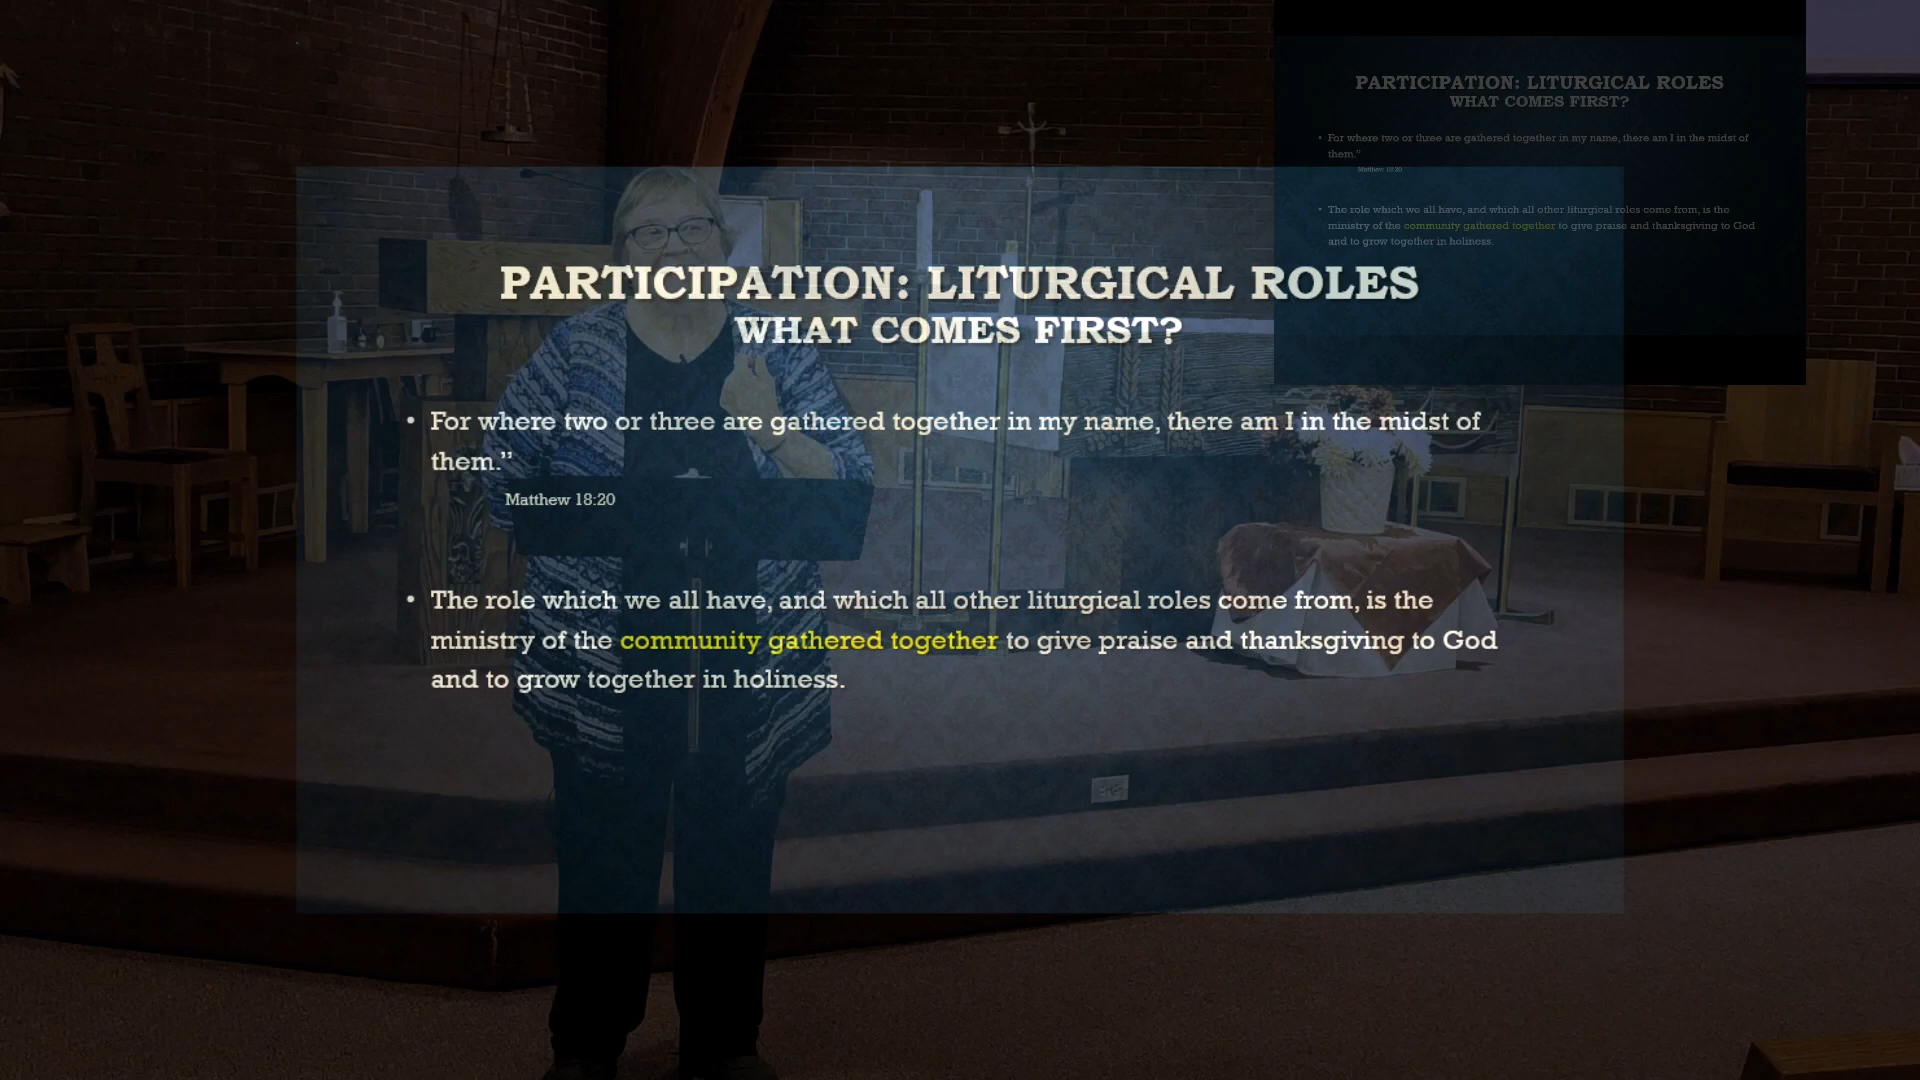 PARTICIPATION: LITURGICAL ROLES
WHAT COMES FIRST?
• For where two or three are gathered together in my name, there am I in the midst of
them.”
Matthew 18:20
• The role which we all have, and which all other liturgical roles come from, is the
ministry of the community gathered together to give praise and thanksgiving to God
and to grow together in holiness.
PARTICIPATION: LITURGICAL ROLES
WHAT COMES FIRST?
• For where two or three are gathered together in my name, there am I in the midst of
them.”
Matthew 18:20
• The role which we all have, and which all other liturgical roles come from, is the
ministry of the community gathered together to give praise and thanksgiving to God
and to grow together in holiness.